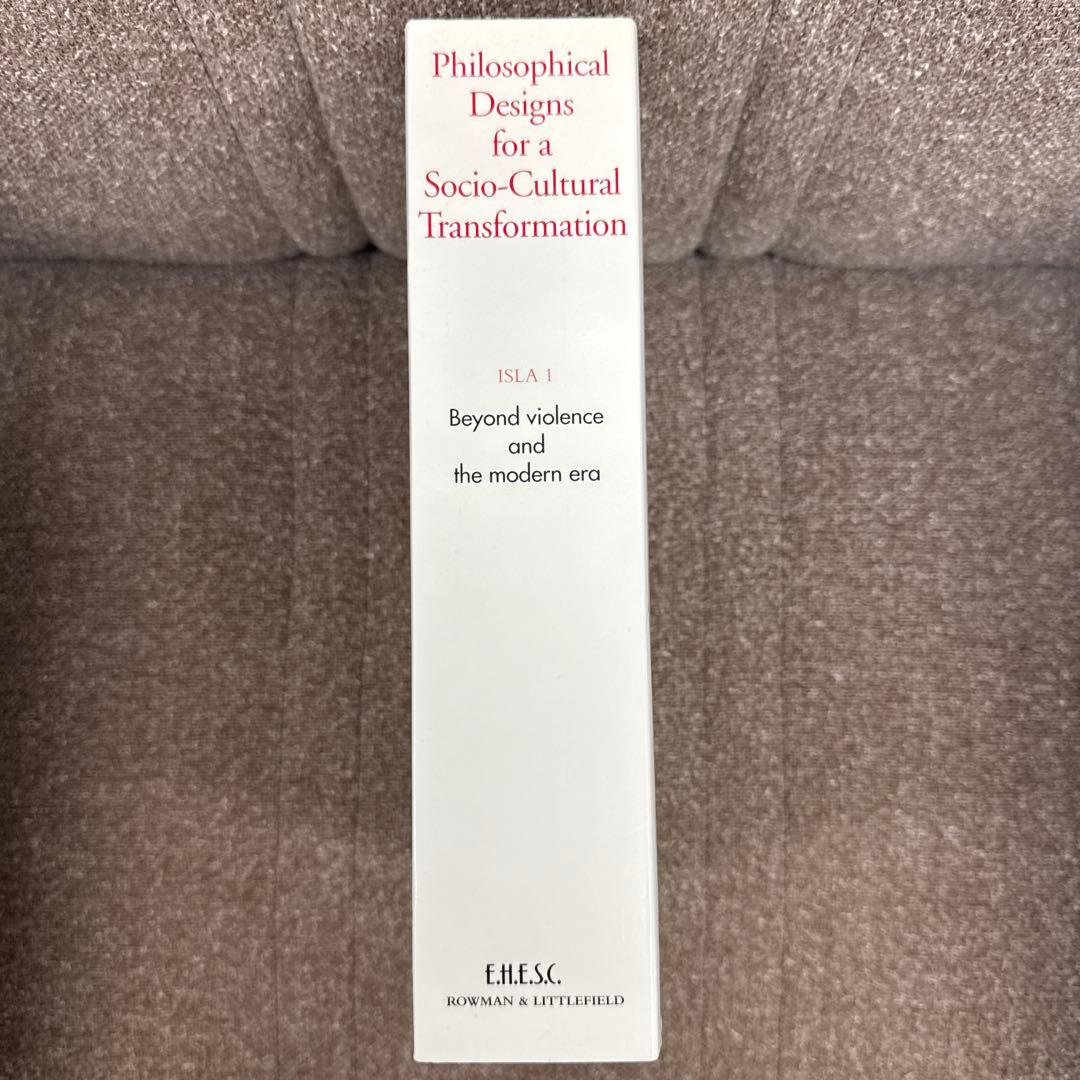 Philosophical
Designs
for a
Socio-Cultural
Transformation
ISLA 1
Beyond violence
and
the modern era
E.H.E.S.C.
ROWMAN & LITTLEFIELD